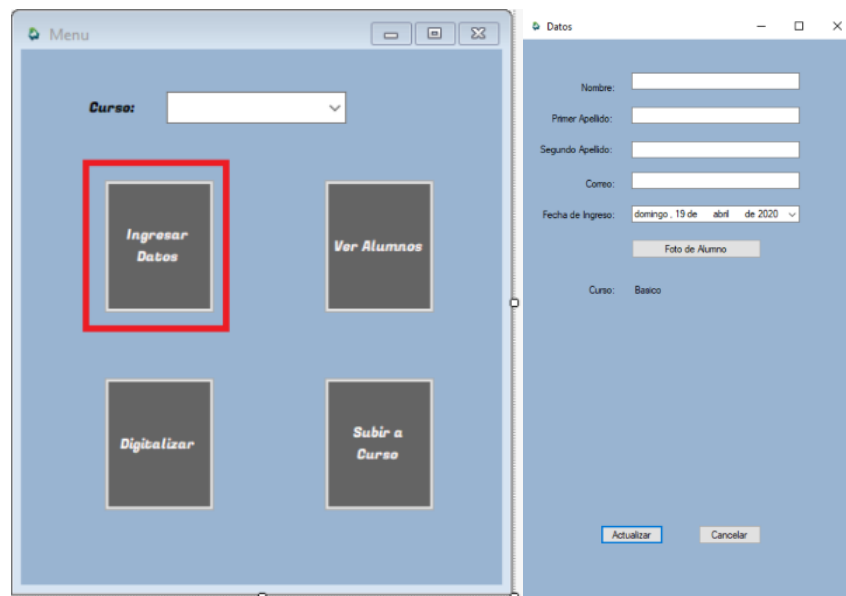 Menu
Curso:
Ingresar
Datos
Ver Alumnos
Digitalizar
Subir a
Curso
Datos
Nombre:
Primer Apellido:
Segundo Apellido:
Correo:
Fecha de Ingreso: domingo , 19 de abril de 2020
Foto de Alumno
Curso: Basico
Actualizar Cancelar